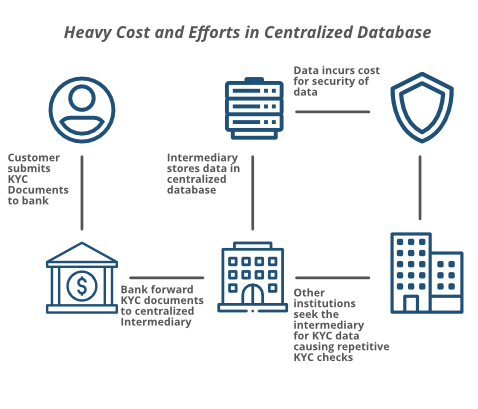 Heavy Cost and Efforts in Centralized Database
Data incurs cost
for security of
data
Customer
submits
KYC
Documents
to bank
Intermediary
stores data in
centralized
database
$
Bank forward
KYC documents
to centralized
Intermediary
Other
institutions
seek the
intermediary
for KYC data
causing repetitive
KYC checks